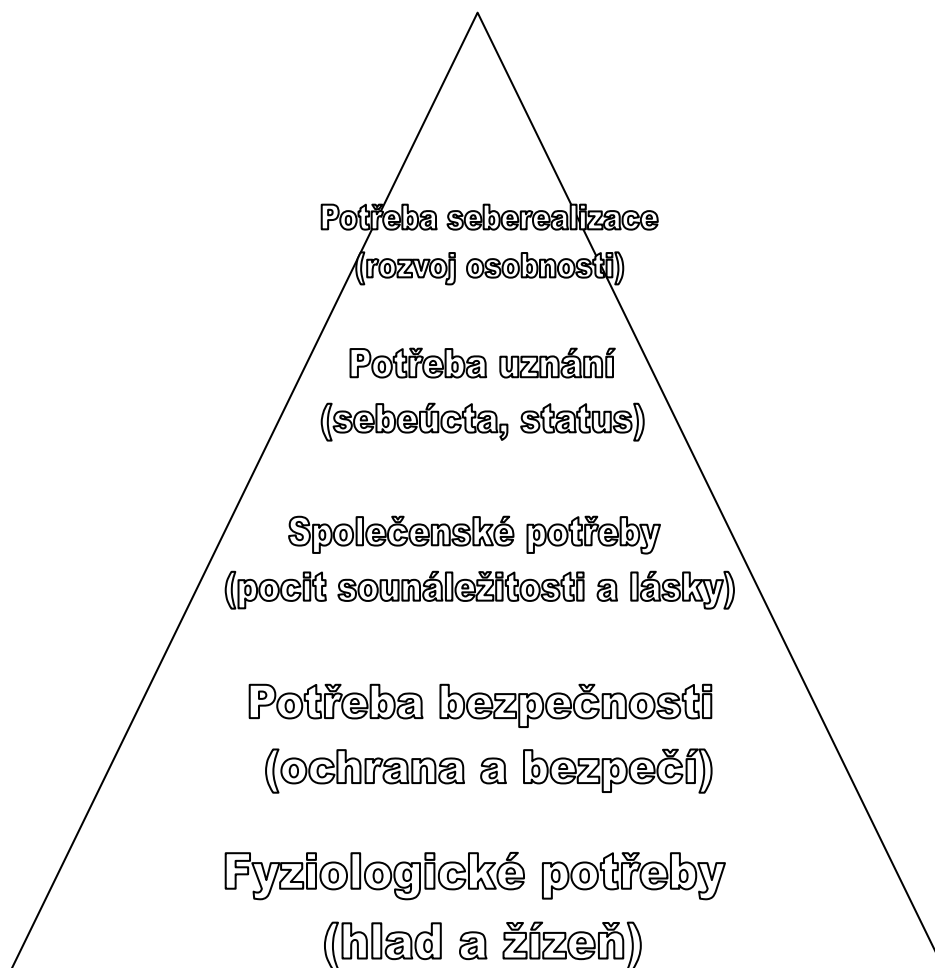 Potřeba seberealizace
(rozvoj osobnosti)
Potřeba uznání
(sebeúcta, status)
Společenské potřeby
(pocit sounáležitosti a lásky)
Potřeba bezpečnosti
(ochrana a bezpečí)
Fyziologické potřeby
(hlad a žízeň)